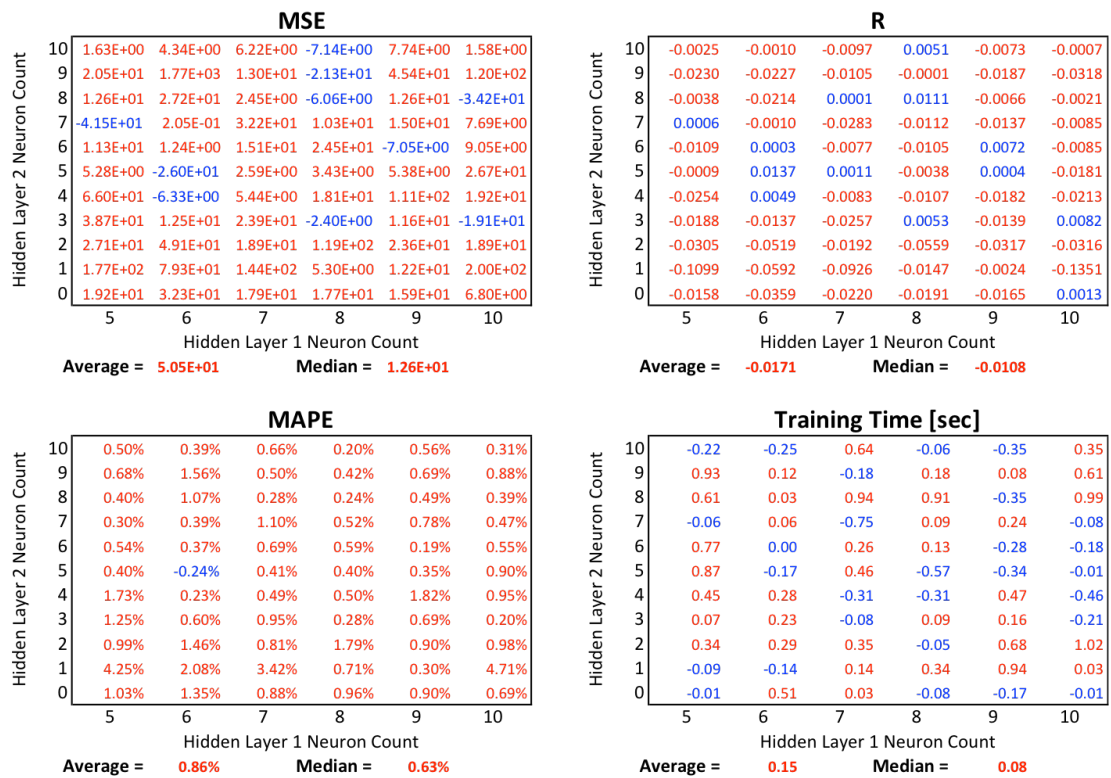 MSE
Hidden Layer 2 Neuron Count
10 1.63E+00 4.34E+00 6.22E+00 -7.14E+00 7.74E+00 1.58E+00
9 2.05E+01 1.77E+03 1.30E+01 -2.13E+01 4.54E+01 1.20E+02
8 1.26E+01 2.72E+01 2.45E+00 -6.06E+00 1.26E+01 -3.42E+01
7 -4.15E+01 2.05E-01 3.22E+01 1.03E+01 1.50E+01 7.69E+00
6 1.13E+01 1.24E+00 1.51E+01 2.45E+01 -7.05E+00 9.05E+00
5 5.28E+00 -2.60E+01 2.59E+00 3.43E+00 5.38E+00 2.67E+01
4 6.60E+01 -6.33E+00 5.44E+00 1.81E+01 1.11E+02 1.92E+01
3 3.87E+01 1.25E+01 2.39E+01 -2.40E+00 1.16E+01 -1.91E+01
2 2.71E+01 4.91E+01 1.89E+01 1.19E+02 2.36E+01 1.89E+01
1 1.77E+02 7.93E+01 1.44E+02 5.30E+00 1.22E+01 2.00E+02
0 1.92E+01 3.23E+01 1.79E+01 1.77E+01 1.59E+01 6.80E+00
5 6 7 8 9 10
Hidden Layer 1 Neuron Count
Average = 5.05E+01 Median = 1.26E+01
R
Hidden Layer 2 Neuron Count
10 -0.0025 -0.0010 -0.0097 0.0051 -0.0073 -0.0007
9 -0.0230 -0.0227 -0.0105 -0.0001 -0.0187 -0.0318
8 -0.0038 -0.0214 0.0001 0.0111 -0.0066 -0.0021
7 0.0006 -0.0010 -0.0283 -0.0112 -0.0137 -0.0085
6 -0.0109 0.0003 -0.0077 -0.0105 0.0072 -0.0085
5 -0.0009 0.0137 0.0011 -0.0038 0.0004 -0.0181
4 -0.0254 0.0049 -0.0083 -0.0107 -0.0182 -0.0213
3 -0.0188 -0.0137 -0.0257 0.0053 -0.0139 0.0082
2 -0.0305 -0.0519 -0.0192 -0.0559 -0.0317 -0.0316
1 -0.1099 -0.0592 -0.0926 -0.0147 -0.0024 -0.1351
0 -0.0158 -0.0359 -0.0220 -0.0191 -0.0165 0.0013
5 6 7 8 9 10
Hidden Layer 1 Neuron Count
Average = -0.0171 Median = -0.0108
MAPE
Hidden Layer 2 Neuron Count
10 0.50% 0.39% 0.66% 0.20% 0.56% 0.31%
9 0.68% 1.56% 0.50% 0.42% 0.69% 0.88%
8 0.40% 1.07% 0.28% 0.24% 0.49% 0.39%
7 0.30% 0.39% 1.10% 0.52% 0.78% 0.47%
6 0.54% 0.37% 0.69% 0.59% 0.19% 0.55%
5 0.40% -0.24% 0.41% 0.40% 0.35% 0.90%
4 1.73% 0.23% 0.49% 0.50% 1.82% 0.95%
3 1.25% 0.60% 0.95% 0.28% 0.69% 0.20%
2 0.99% 1.46% 0.81% 1.79% 0.90% 0.98%
1 4.25% 2.08% 3.42% 0.71% 0.30% 4.71%
0 1.03% 1.35% 0.88% 0.96% 0.90% 0.69%
5 6 7 8 9 10
Hidden Layer 1 Neuron Count
Average = 0.86% Median = 0.63%
Training Time [sec]
Hidden Layer 2 Neuron Count
10 -0.22 -0.25 0.64 -0.06 -0.35 0.35
9 0.93 0.12 -0.18 0.18 0.08 0.61
8 0.61 0.03 0.94 0.91 -0.35 0.99
7 -0.06 0.06 -0.75 0.09 0.24 -0.08
6 0.77 0.00 0.26 0.13 -0.28 -0.18
5 0.87 -0.17 0.46 -0.57 -0.34 -0.01
4 0.45 0.28 -0.31 -0.31 0.47 -0.46
3 0.07 0.23 -0.08 0.09 0.16 -0.21
2 0.34 0.29 0.35 -0.05 0.68 1.02
1 -0.09 -0.14 0.14 0.34 0.94 0.03
0 -0.01 0.51 0.03 -0.08 -0.17 -0.01
5 6 7 8 9 10
Hidden Layer 1 Neuron Count
Average = 0.15 Median = 0.08